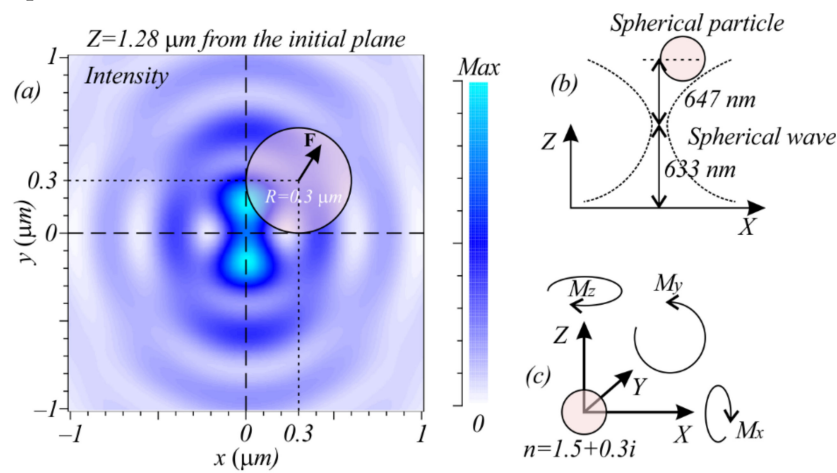 Z=1.28 μm from the initial plane
(a)
Intensity
1
0.3
0
−1
y (μm)
F
R=0.3 μm
−1
0
0.3
1
x (μm)
Max
0
Spherical particle
(b)
647 nm
Z
Spherical wave
633 nm
X
Mz
My
Z
(c)
Y
X
Mx
n=1.5+0.3i